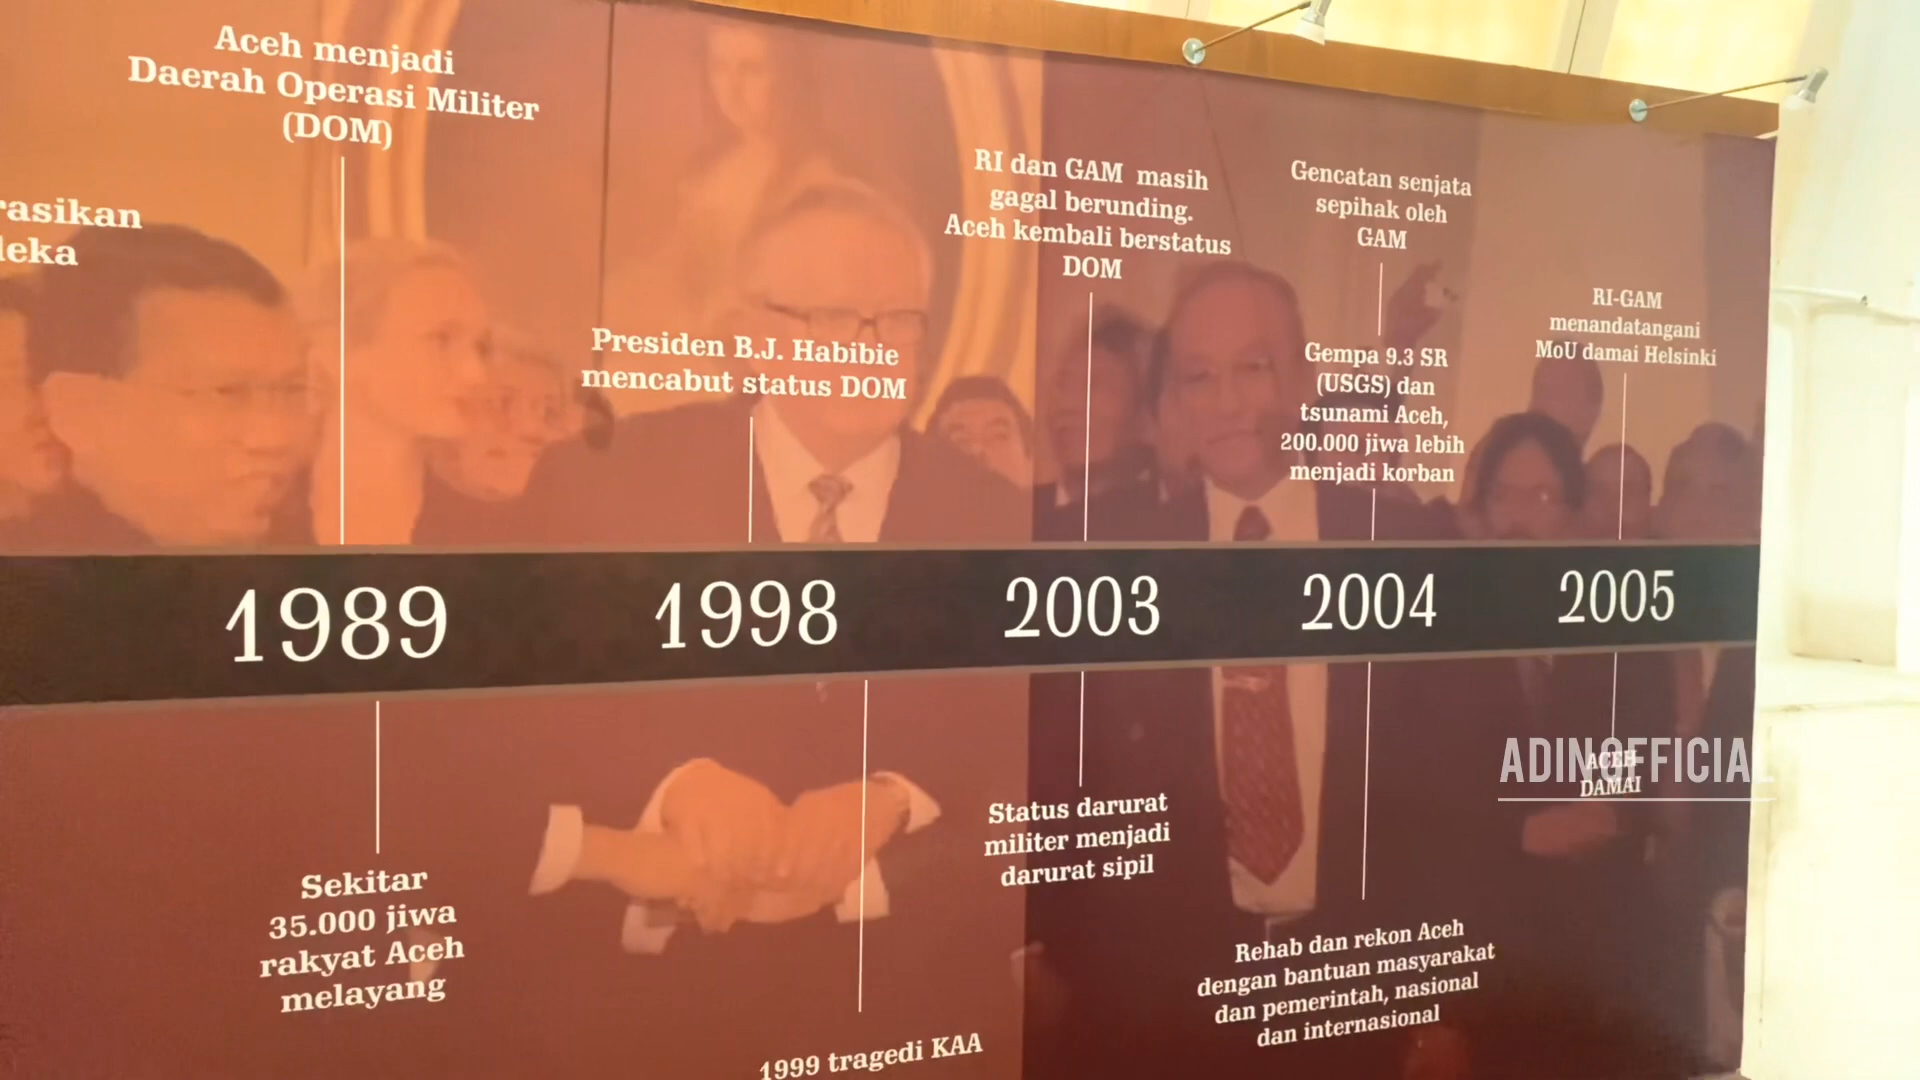 Aceh menjadi
Daerah Operasi Militer
(DOM)
rasikan
leka
Presiden B.J. Habibie
mencabut status DOM
RI dan GAM masih
gagal berunding.
Aceh kembali berstatus
DOM
Gencatan senjata
sepihak oleh
GAM
Gempa 9.3 SR
(USGS) dan
tsunami Aceh,
200.000 jiwa lebih
menjadi korban
RI-GAM
menandatangani
MoU damai Helsinki
1989
1998
2003
2004
2005
Sekitar
35.000 jiwa
rakyat Aceh
melayang
1999 tragedi KAA
Status darurat
militer menjadi
darurat sipil
Rehab dan rekon Aceh
dengan bantuan masyarakat
dan pemerintah, nasional
dan internasional
ACEH
DAMAI
ADINOFFICIAL